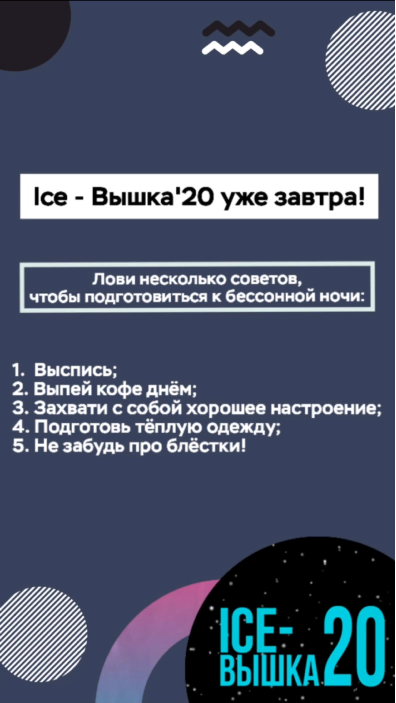 Ice - Вышка'20 уже завтра!
Лови несколько советов,
чтобы подготовиться к бессонной ночи:
1. Выспись;
2. Выпей кофе днём;
3. Захвати с собой хорошее настроение;
4. Подготовь тёплую одежду;
5. Не забудь про блёстки!
ICE-
ВЫШКА 20